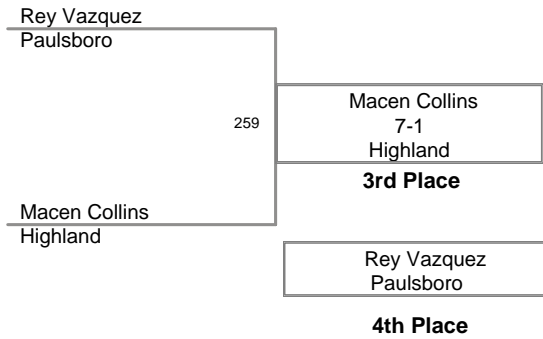 Rey Vazquez
Paulsboro
259
Macen Collins
7-1
Highland
3rd Place
Macen Collins
Highland
Rey Vazquez
Paulsboro
4th Place